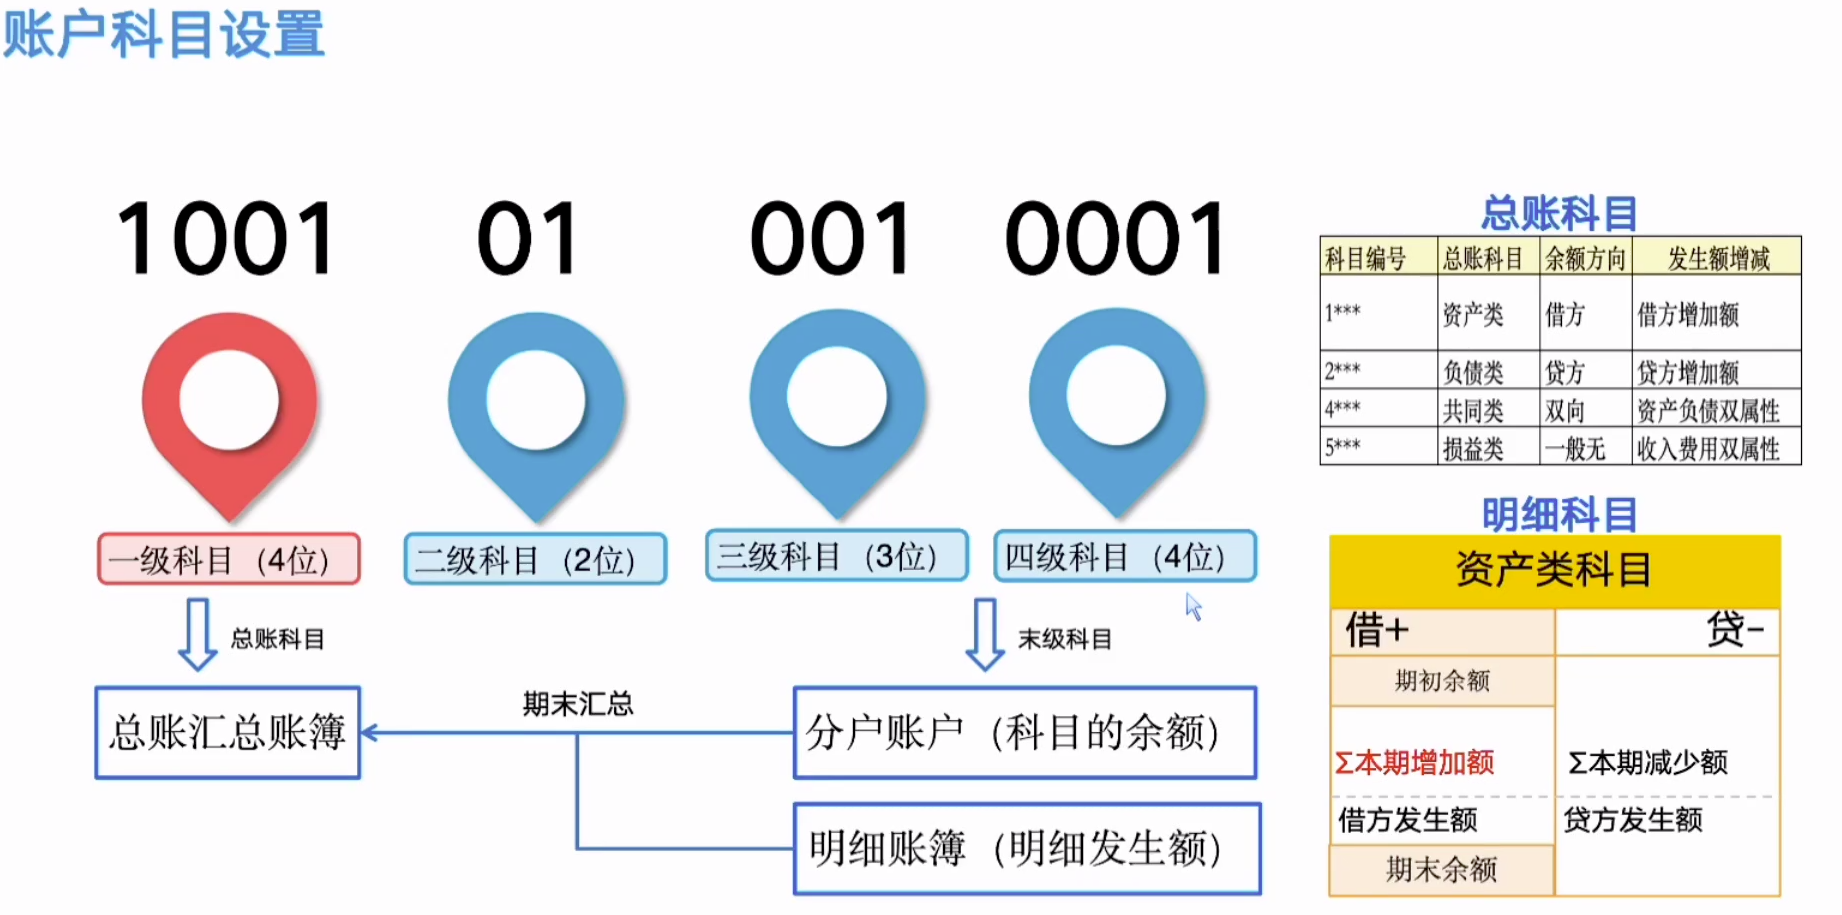 账户科目设置
1001 01 001 0001
一级科目（4位） 二级科目（2位） 三级科目（3位） 四级科目（4位）
总账科目 末级科目
总账汇总账簿 期末汇总 分户账户（科目的余额）
明细账簿（明细发生额）
总账科目
科目编号 总账科目 余额方向 发生额增减
1*** 资产类 借方 借方增加额
2*** 负债类 贷方 贷方增加额
4*** 共同类 双向 资产负债双属性
5*** 损益类 一般无 收入费用双属性
明细科目
资产类科目
借+ 贷-
期初余额
Σ本期增加额 Σ本期减少额
借方发生额 贷方发生额
期末余额